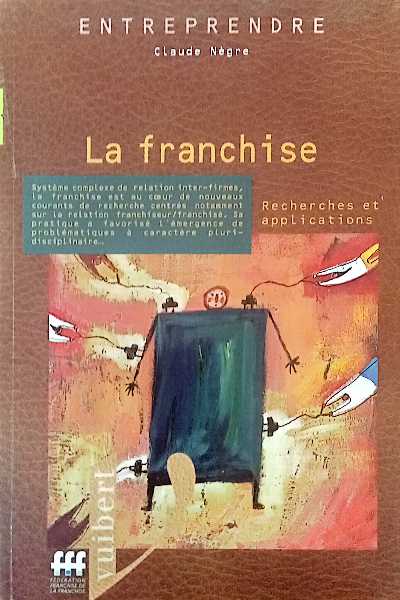 ENTREPRENDRE
Claude Nègre
La franchise
Système complexe de relation inter-firmes,
la franchise est au cœur de nouveaux
courants de recherche centrés notamment
sur la relation franchiseur/franchisé. Sa
pratique a favorisé l'émergence de
problématiques à caractère pluri-
disciplinaire...
Recherches et
applications
vuibert
fff
FÉDÉRATION
FRANÇAISE DE
LA FRANCHISE